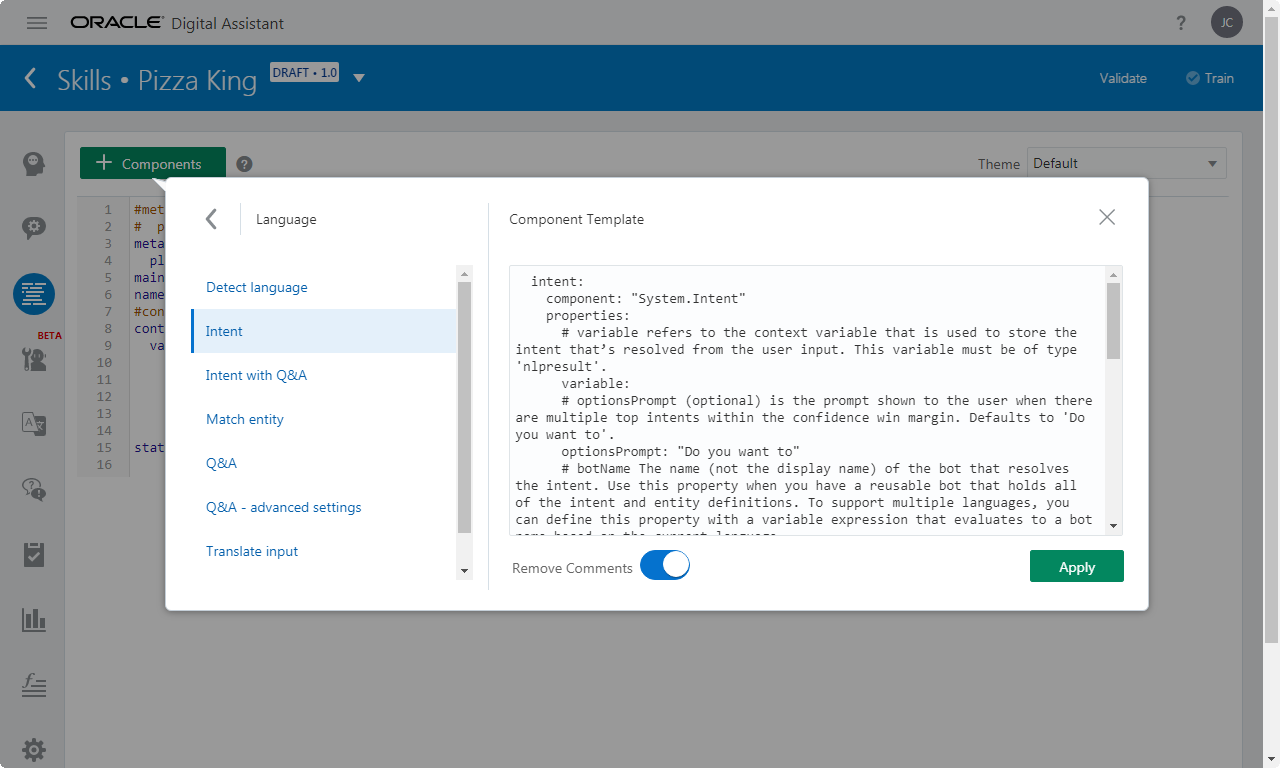 ORACLE Digital Assistant
?
JC
Skills • Pizza King
DRAFT • 1.0
Validate
Train
Components
?
Theme
Default
BETA
1 #met
2 # p
3 meta
4 pl
5 main
6 name
7 #con
8 cont
9 va
10
11
12
13
14
15 stat
16
Language
Detect language
Intent
Intent with Q&A
Match entity
Q&A
Q&A - advanced settings
Translate input
Component Template
intent:
component: "System.Intent"
properties:
# variable refers to the context variable that is used to store the
intent that’s resolved from the user input. This variable must be of type
'nlpresult'.
variable:
# optionsPrompt (optional) is the prompt shown to the user when there
are multiple top intents within the confidence win margin. Defaults to 'Do
you want to'.
optionsPrompt: "Do you want to"
# botName The name (not the display name) of the bot that resolves
the intent. Use this property when you have a reusable bot that holds all
of the intent and entity definitions. To support multiple languages, you
can define this property with a variable expression that evaluates to a bot
Remove Comments
Apply